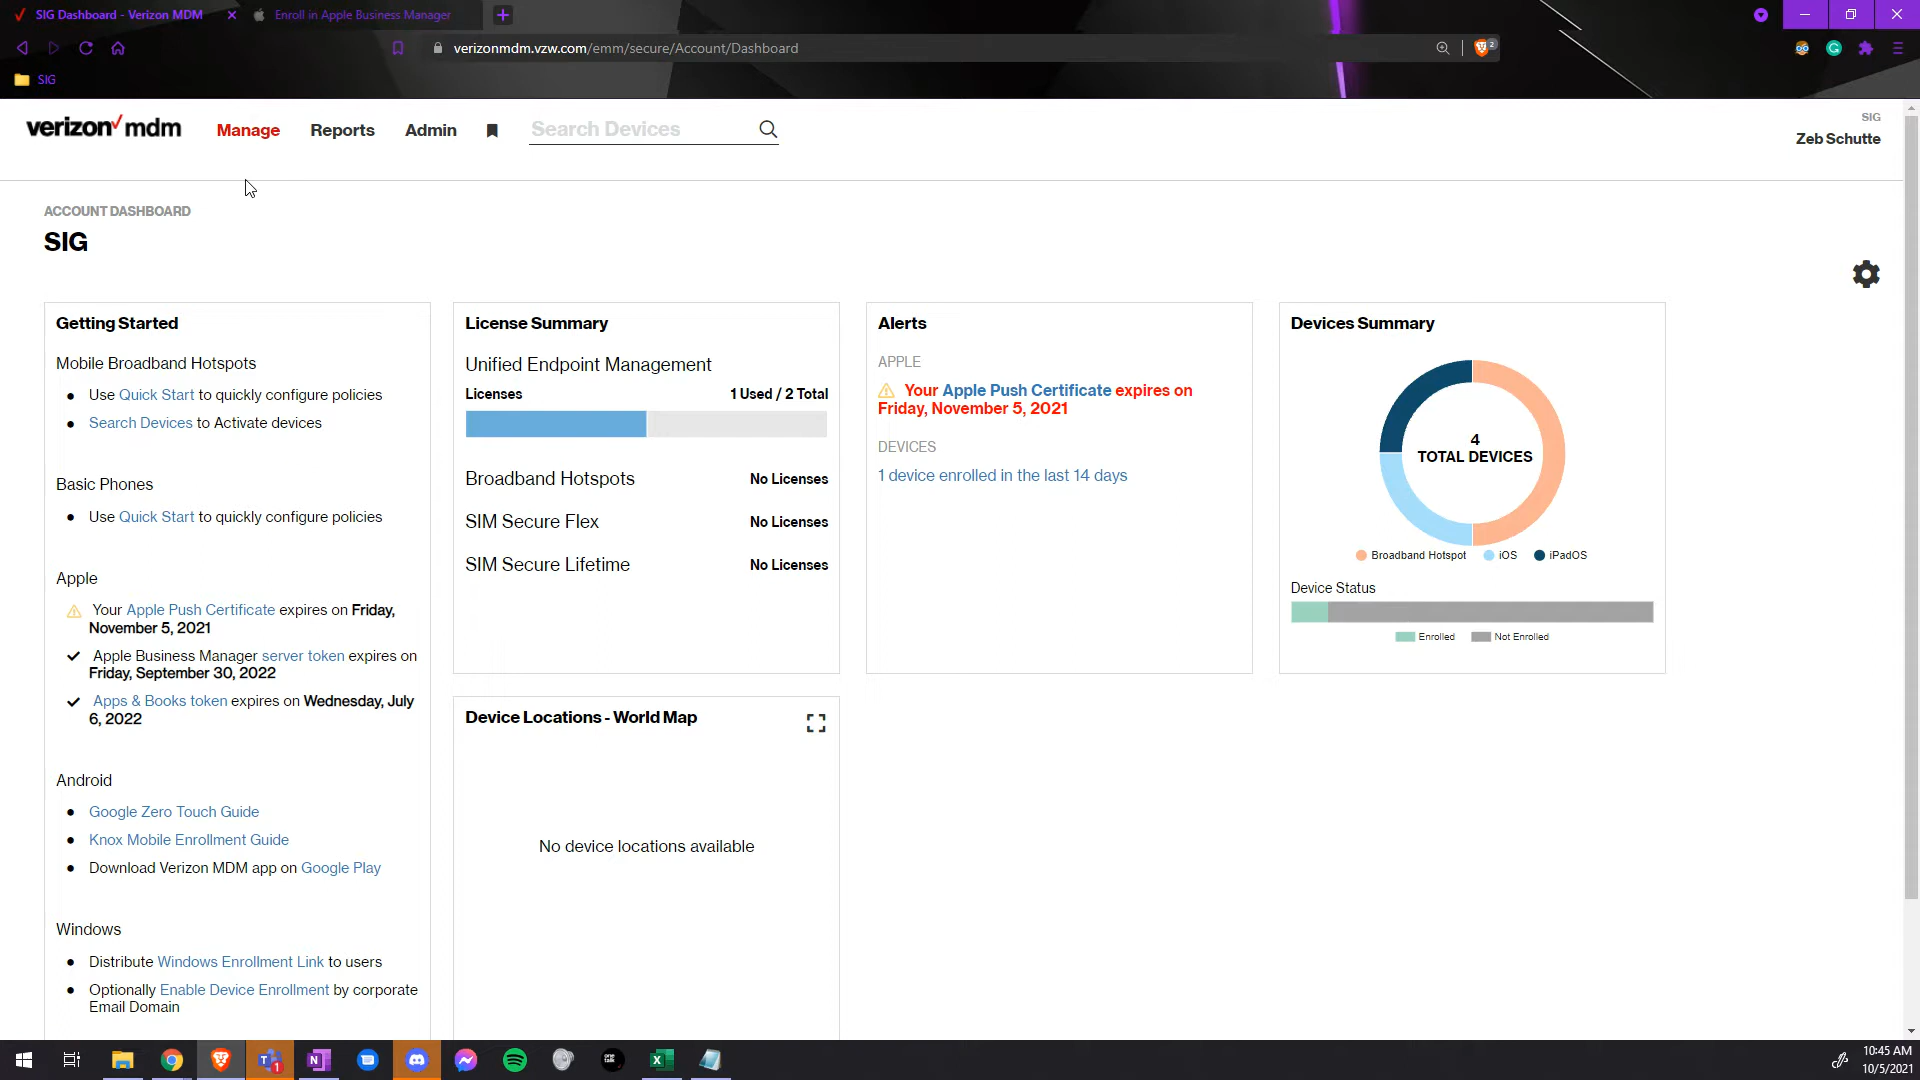 SIG Dashboard - Verizon MDM
Enroll in Apple Business Manager
verizonmdm.vzw.com/emm/secure/Account/Dashboard
2
SIG
verizon✓ mdm
Manage
Reports
Admin
Search Devices
SIG
Zeb Schutte
ACCOUNT DASHBOARD
SIG
Getting Started
Mobile Broadband Hotspots
Use Quick Start to quickly configure policies
Search Devices to Activate devices
Basic Phones
Use Quick Start to quickly configure policies
Apple
Your Apple Push Certificate expires on Friday,
November 5, 2021
Apple Business Manager server token expires on
Friday, September 30, 2022
Apps & Books token expires on Wednesday, July
6, 2022
Android
Google Zero Touch Guide
Knox Mobile Enrollment Guide
Download Verizon MDM app on Google Play
Windows
Distribute Windows Enrollment Link to users
Optionally Enable Device Enrollment by corporate
Email Domain
License Summary
Unified Endpoint Management
Licenses 1 Used / 2 Total
Broadband Hotspots No Licenses
SIM Secure Flex No Licenses
SIM Secure Lifetime No Licenses
Device Locations - World Map
No device locations available
Alerts
APPLE
Your Apple Push Certificate expires on
Friday, November 5, 2021
DEVICES
1 device enrolled in the last 14 days
Devices Summary
4
TOTAL DEVICES
Broadband Hotspot iOS iPadOS
Device Status
Enrolled Not Enrolled
1
one
talk
10:45 AM
10/5/2021